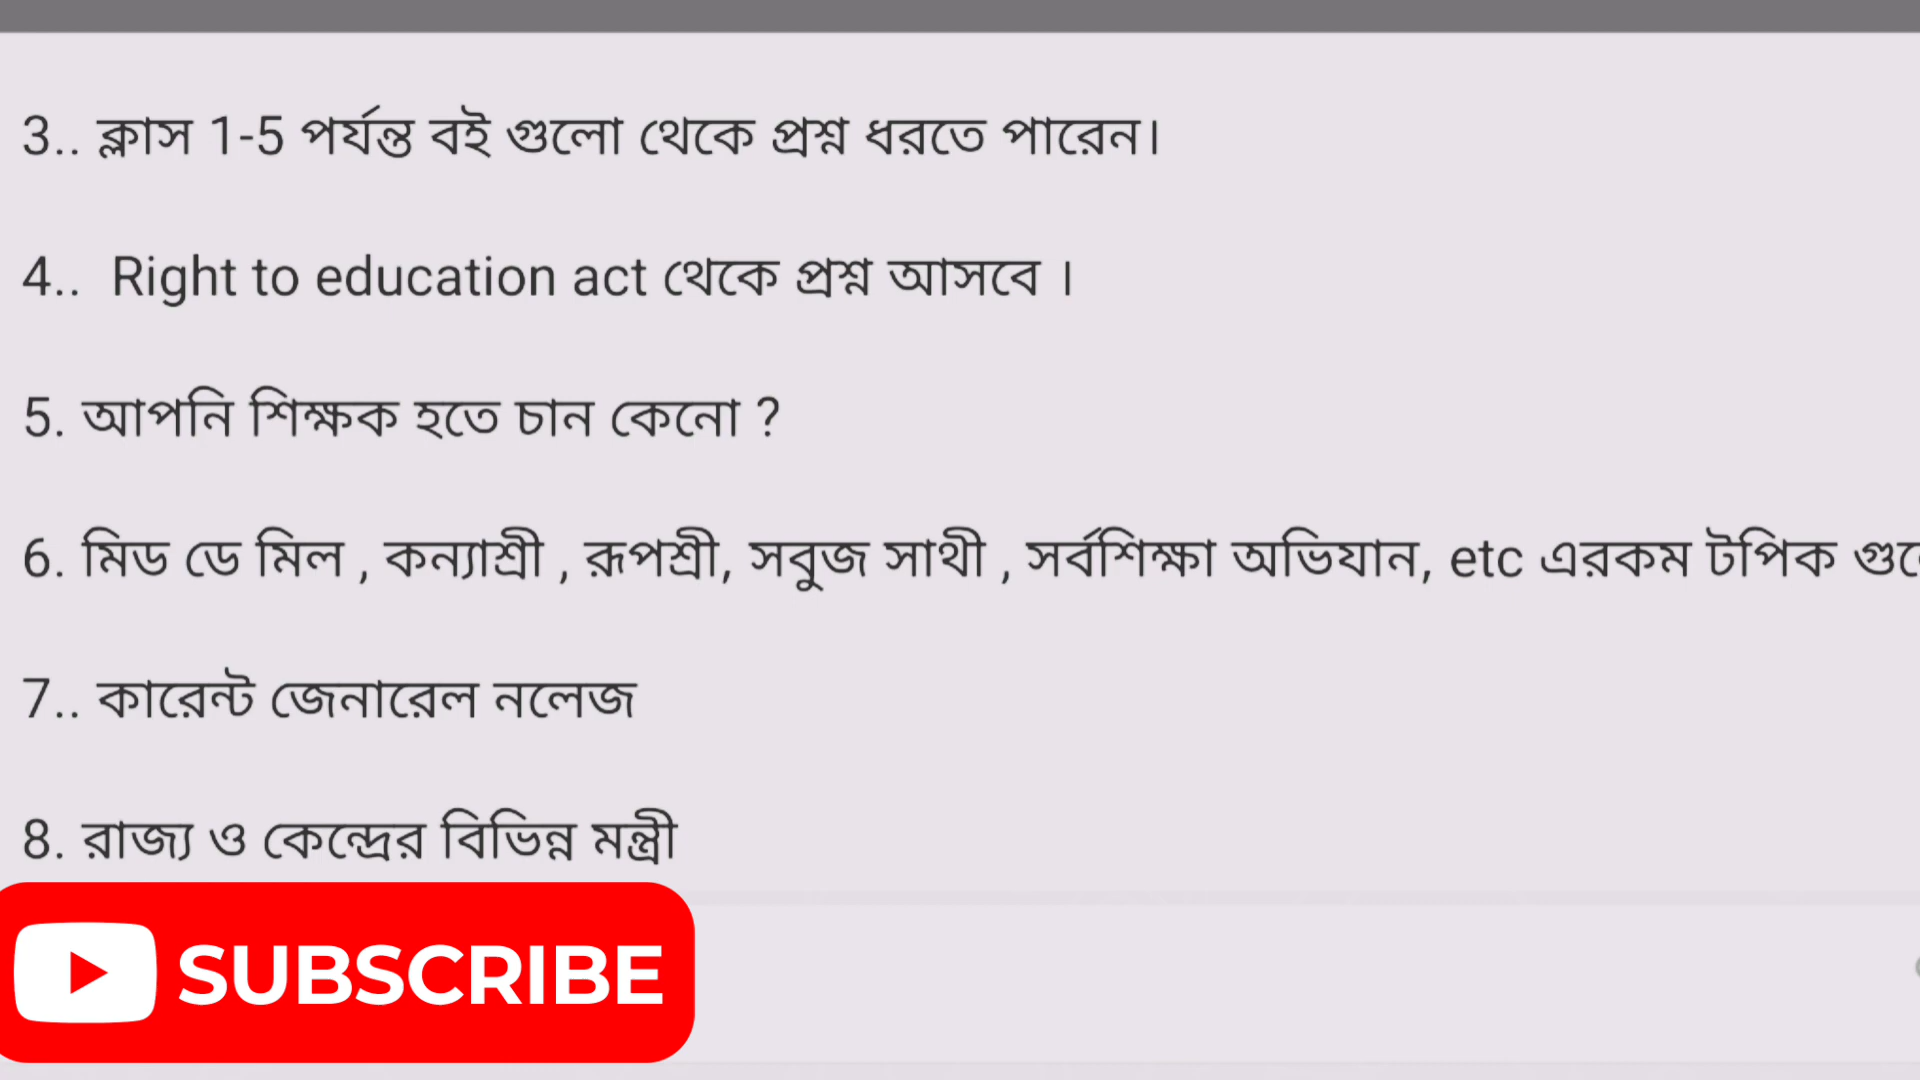 3.. ক্লাস 1-5 পর্যন্ত বই গুলো থেকে প্রশ্ন ধরতে পারেন।
4.. Right to education act থেকে প্রশ্ন আসবে ।
5. আপনি শিক্ষক হতে চান কেনো ?
6. মিড ডে মিল , কন্যাশ্রী , রূপশ্রী, সবুজ সাথী , সর্বশিক্ষা অভিযান, etc এরকম টপিক
7.. কারেন্ট জেনারেল নলেজ
8. রাজ্য ও কেন্দ্রের বিভিন্ন মন্ত্রী
SUBSCRIBE